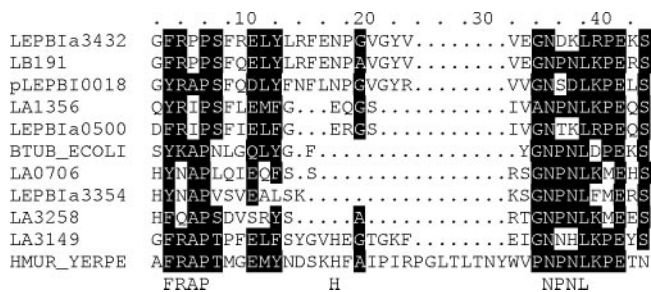 . .10 . 20 . 30 . 40 .
LEPBIa3432 GFRPPSFRELYLRFENPGVGYV........VEGNDKLRPEKS
LB191 GFRPPSFQELYLRFENPAVGYV........VEGNPNLKPEKS
pLEPBI0018 GYRAPSFQDLYFNFLNPGVGYR........VVGNSDLKPELS
LA1356 QYRIPSFLEMFG...EQGS...........IVANPNLKPEQS
LEPBIa0500 DFRIPSFIELFG...ERGS...........IVGNTKLRPEQS
BTUB_ECOLI SYKAPNLGQLYG.F................YGNPNLDPEKS
LA0706 HYNAPLQIEQFS.S................RSGNPNLKMEHS
LEPBIa3354 HYNAPVSVEALSK.................KSGNPNLFMERS
LA3258 HFQAPSDVSRYS....A.............RTGNPNLKMEES
LA3149 GFRAPTPFELFSYGVHEGTGKF........EIGNNHLKPEYS
HMUR_YERPE AFRAPTMGEMYNDSKHFAIPIRPGLTLTNYWVPNPNLKPETN
FRAP H NPNL